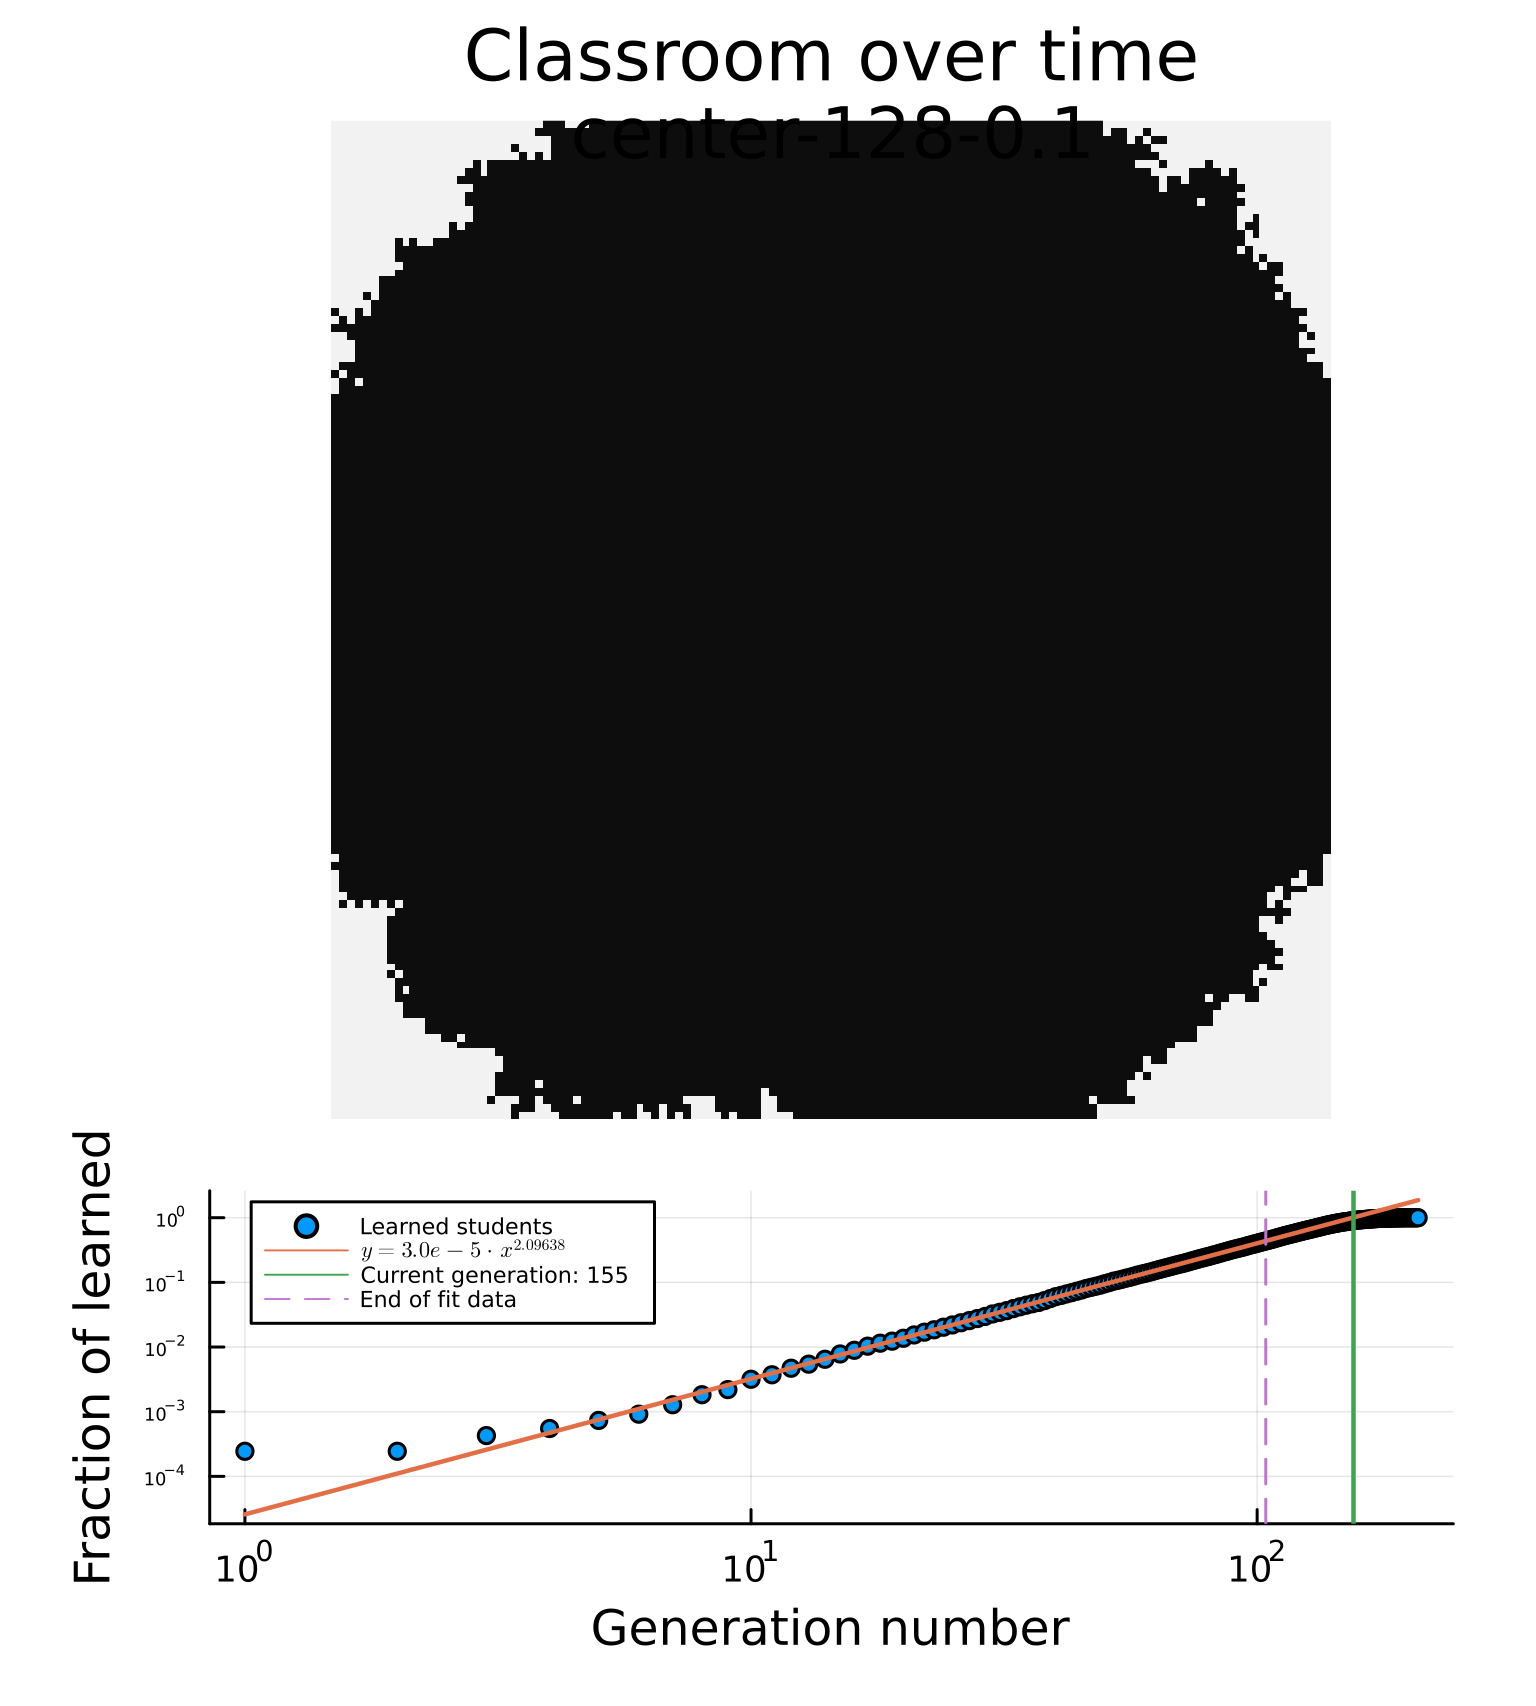 Classroom over time
center-128-0.1
Fraction of learned
10⁰
10⁻¹
10⁻²
10⁻³
10⁻⁴
Learned students
y = 3.0e − 5 · x^2.09638
Current generation: 155
End of fit data
10⁰ 10¹ 10²
Generation number